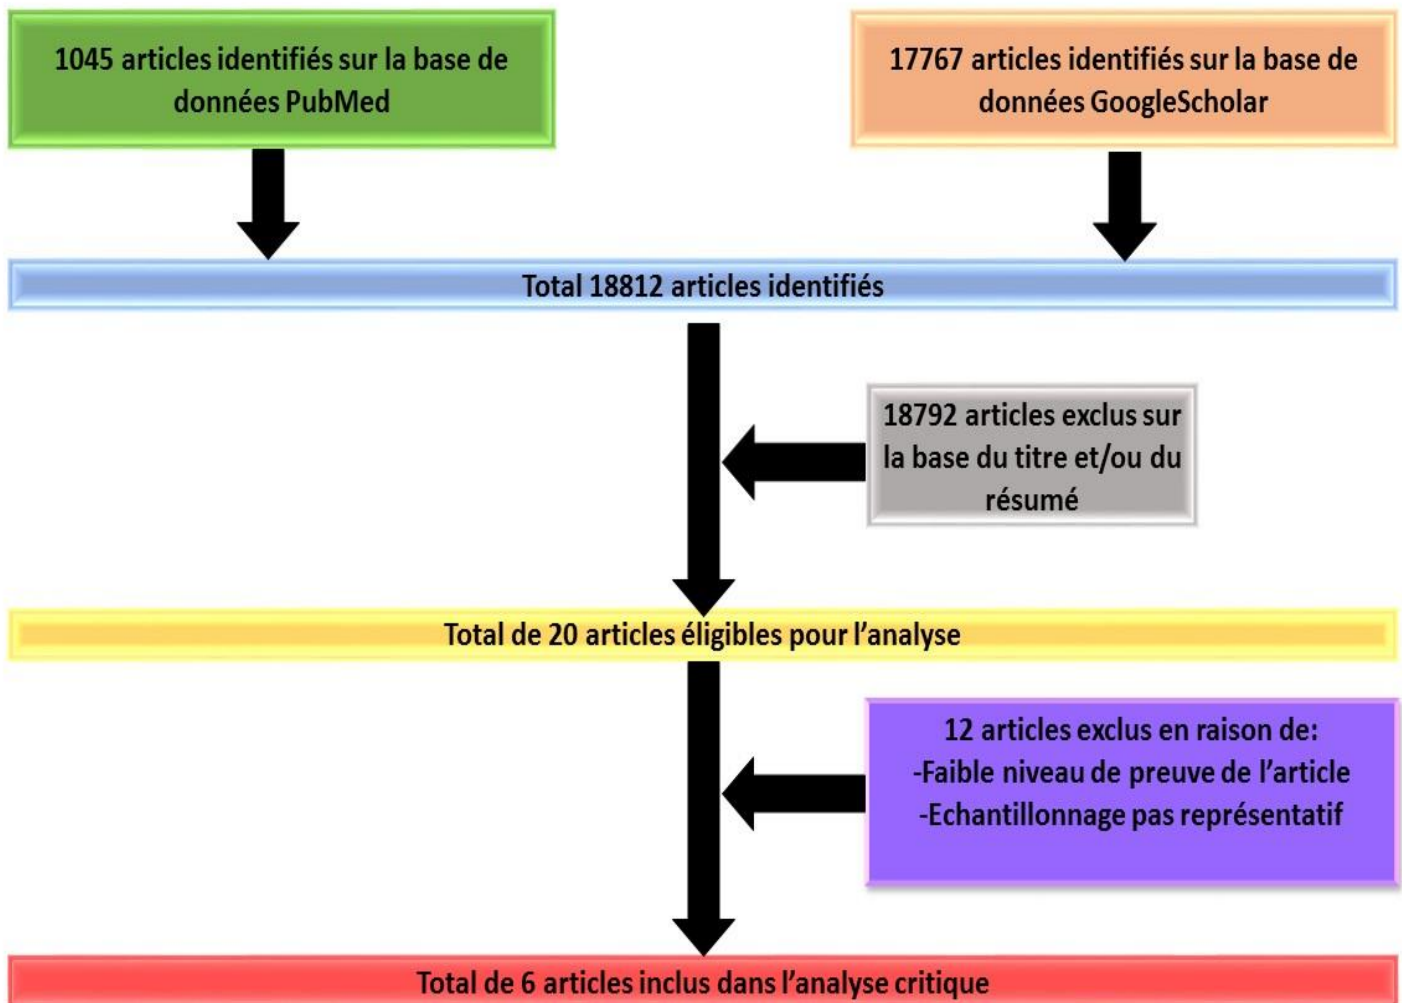 1045 articles identifiés sur la base de
données PubMed
17767 articles identifiés sur la base de
données GoogleScholar
Total 18812 articles identifiés
18792 articles exclus sur
la base du titre et/ou du
résumé
Total de 20 articles éligibles pour l’analyse
12 articles exclus en raison de:
-Faible niveau de preuve de l’article
-Echantillonnage pas représentatif
Total de 6 articles inclus dans l’analyse critique